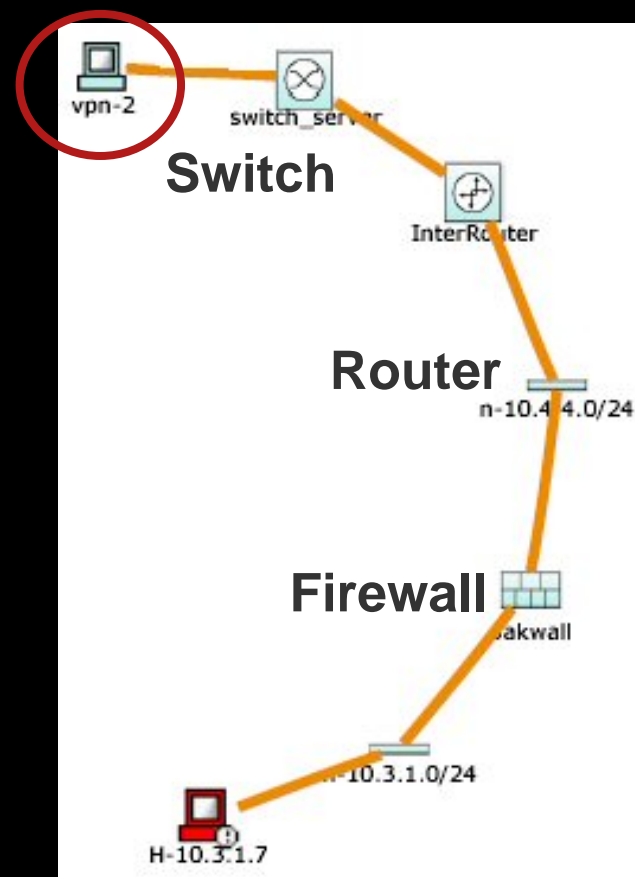 vpn-2
switch_server
Switch
InterRouter
Router
n-10.4.4.0/24
Firewall
10.3.1.0/24
H-10.3.1.7